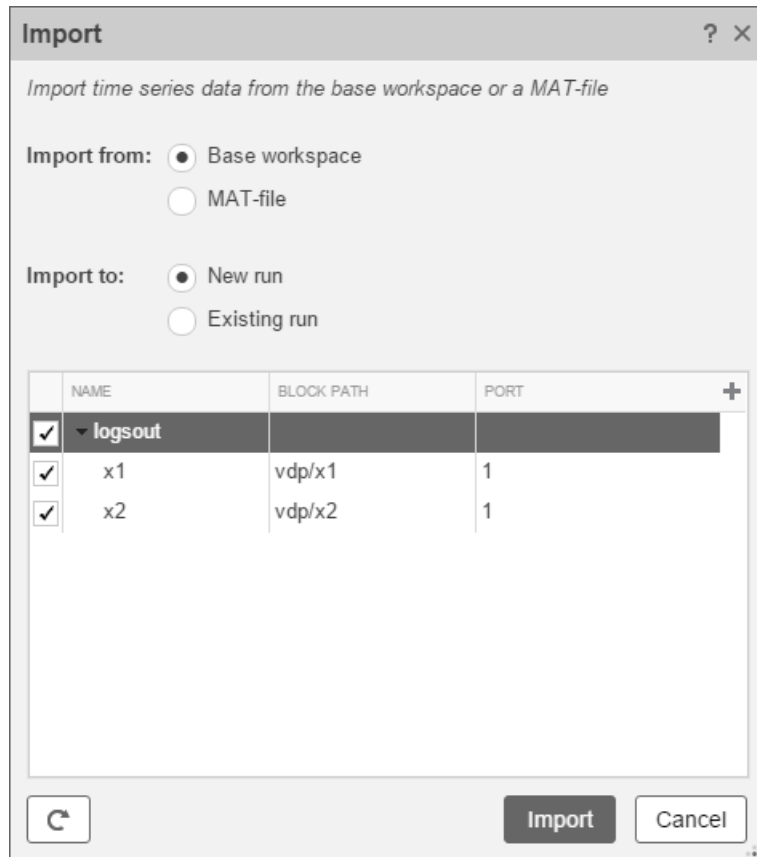 Import ?
Import time series data from the base workspace or a MAT-file
Import from: Base workspace
MAT-file
Import to: New run
Existing run
NAME BLOCK PATH PORT +
logsout
x1 vdp/x1 1
x2 vdp/x2 1
Import Cancel